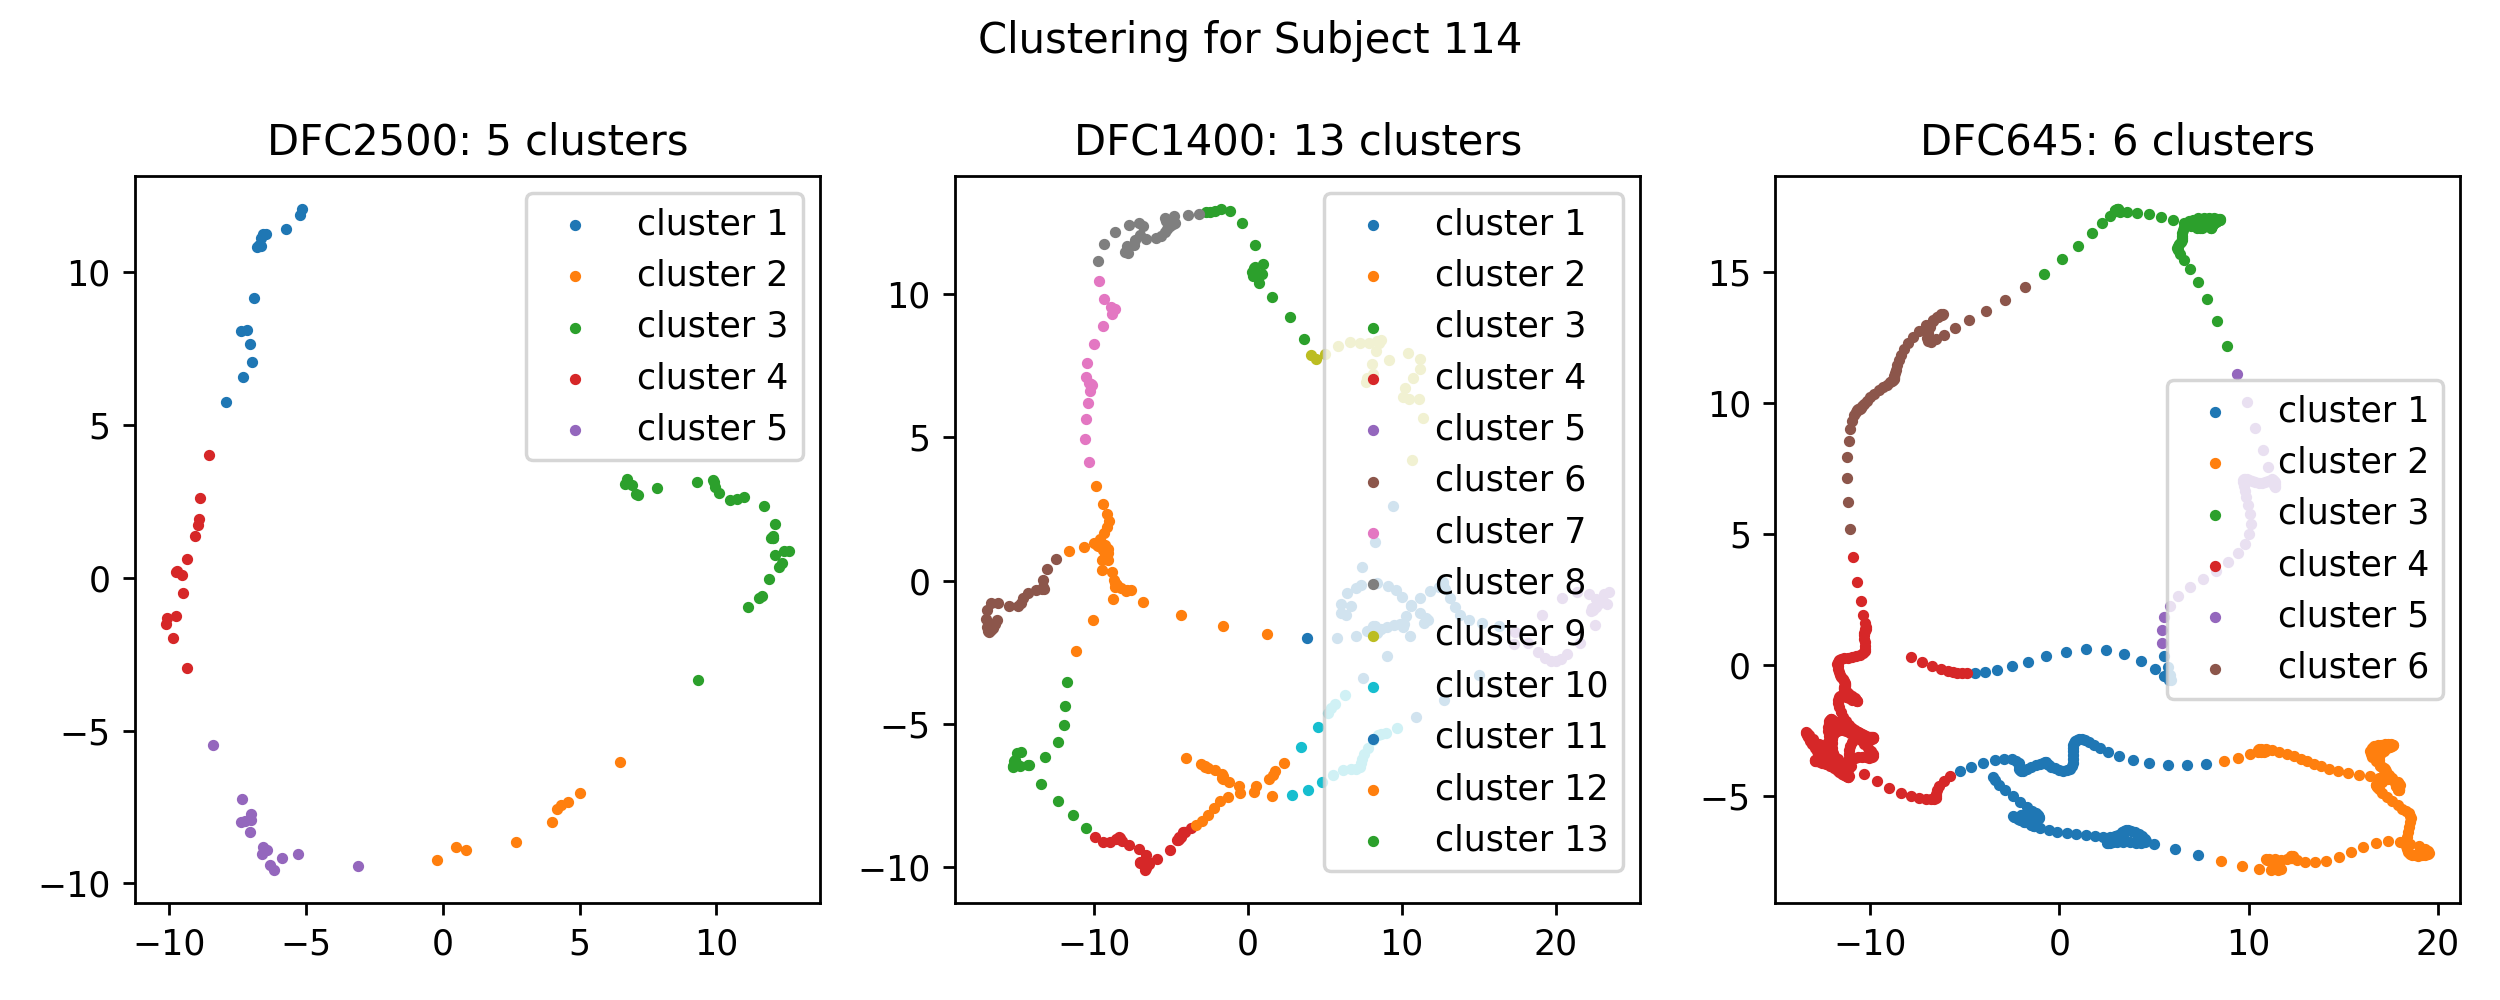 Clustering for Subject 114
DFC2500: 5 clusters
10
5
0
−5
−10
−10
−5
0
5
10
cluster 1
cluster 2
cluster 3
cluster 4
cluster 5
DFC1400: 13 clusters
10
5
0
−5
−10
−10
0
10
20
cluster 1
cluster 2
cluster 3
cluster 4
cluster 5
cluster 6
cluster 7
cluster 8
cluster 9
cluster 10
cluster 11
cluster 12
cluster 13
DFC645: 6 clusters
15
10
5
0
−5
−10
0
10
20
cluster 1
cluster 2
cluster 3
cluster 4
cluster 5
cluster 6